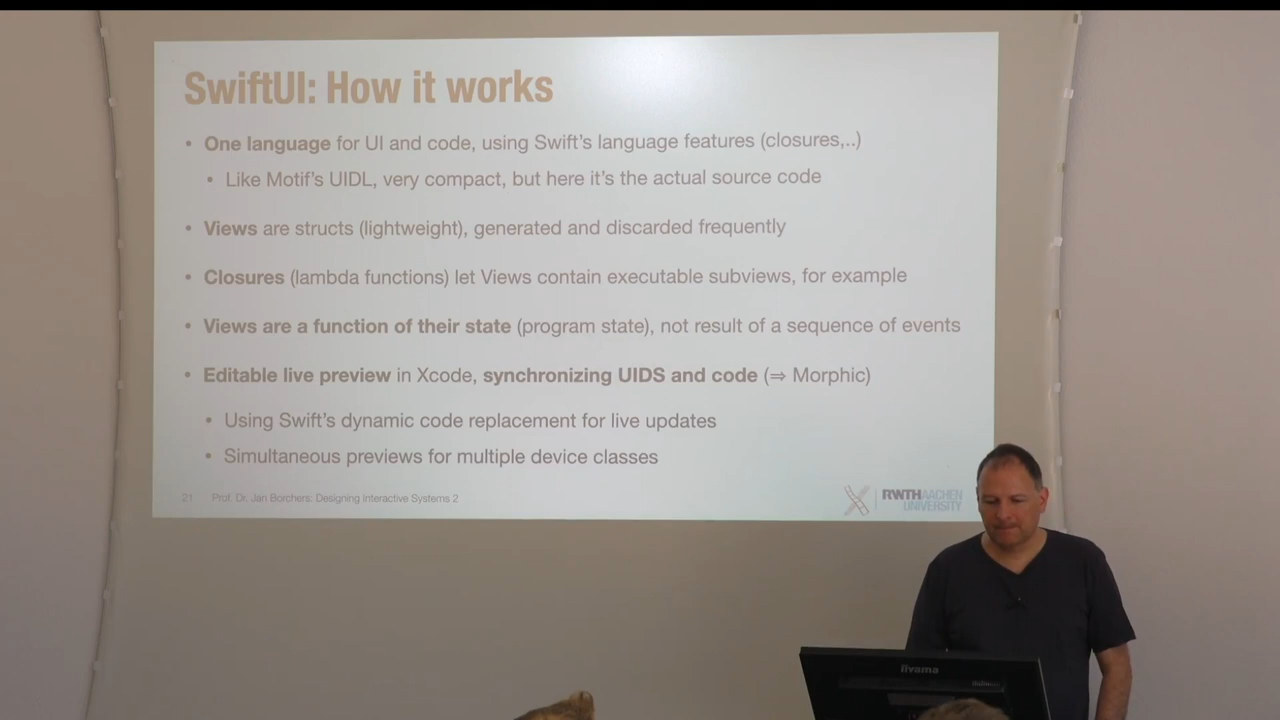 SwiftUI: How it works
• One language for UI and code, using Swift's language features (closures,..)
• Like Motif's UIDL, very compact, but here it's the actual source code
• Views are structs (lightweight), generated and discarded frequently
• Closures (lambda functions) let Views contain executable subviews, for example
• Views are a function of their state (program state), not result of a sequence of events
• Editable live preview in Xcode, synchronizing UIDS and code (⇒ Morphic)
• Using Swift's dynamic code replacement for live updates
• Simultaneous previews for multiple device classes
21 Prof. Dr. Jan Borchers: Designing Interactive Systems 2
RWTH AACHEN
UNIVERSITY
iiyama